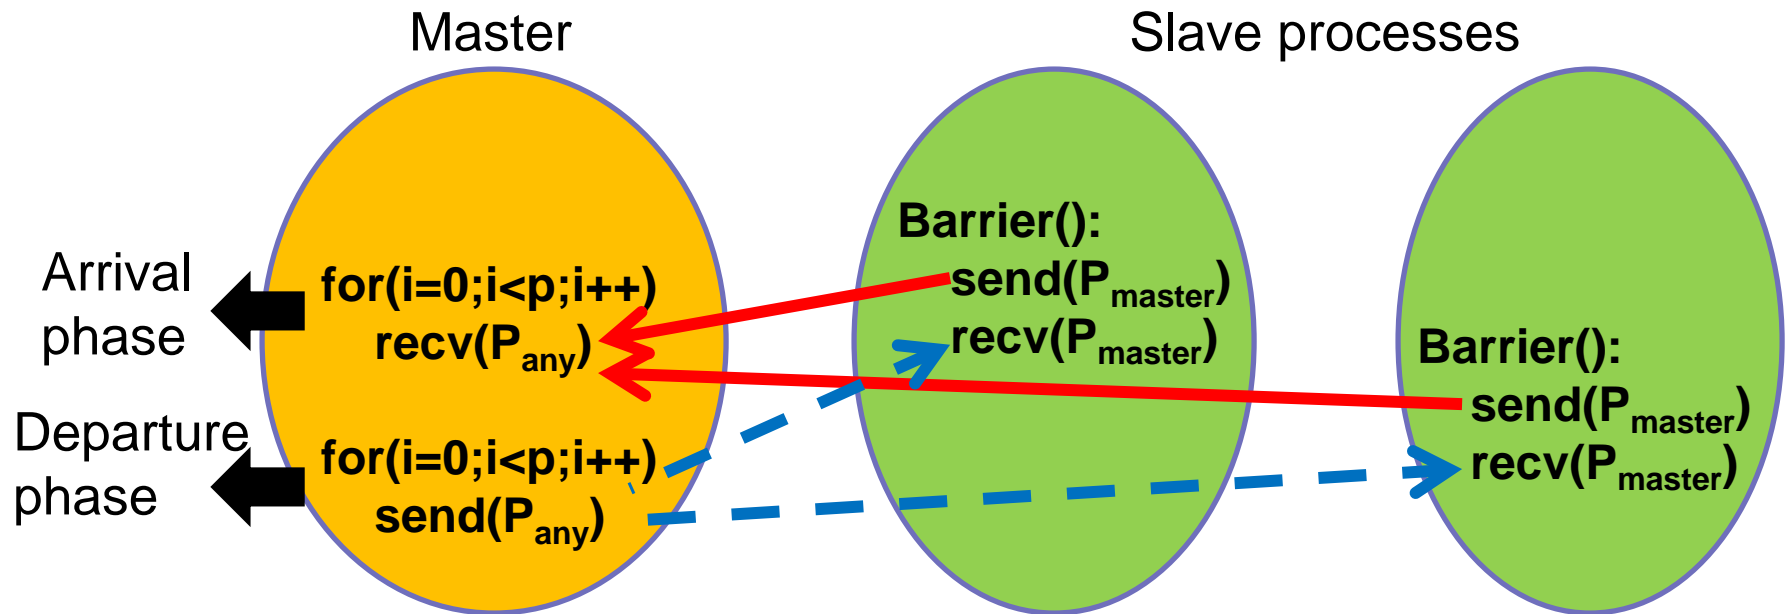 Master
Slave processes
Arrival
phase
for(i=0;i<p;i++)
recv(Pany)
Departure
phase
for(i=0;i<p;i++)
send(Pany)
Barrier():
send(Pmaster)
recv(Pmaster)
Barrier():
send(Pmaster)
recv(Pmaster)